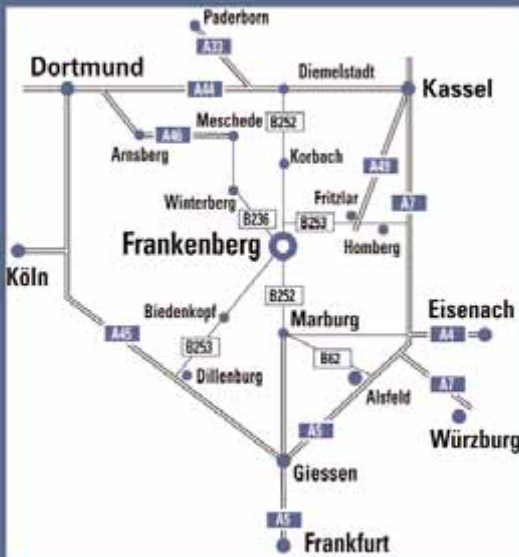 Paderborn
A33
Dortmund
Diemelstadt
A44
Kassel
Meschede
B252
A46
Arnsberg
Korbach
A49
Winterberg
Fritzlar
A7
B236
B253
Frankenberg
Homberg
Köln
B252
Eisenach
Biedenkopf
Marburg
A45
A4
B253
B62
Dillenburg
Alsfeld
A7
A5
Würzburg
Giessen
A5
Frankfurt